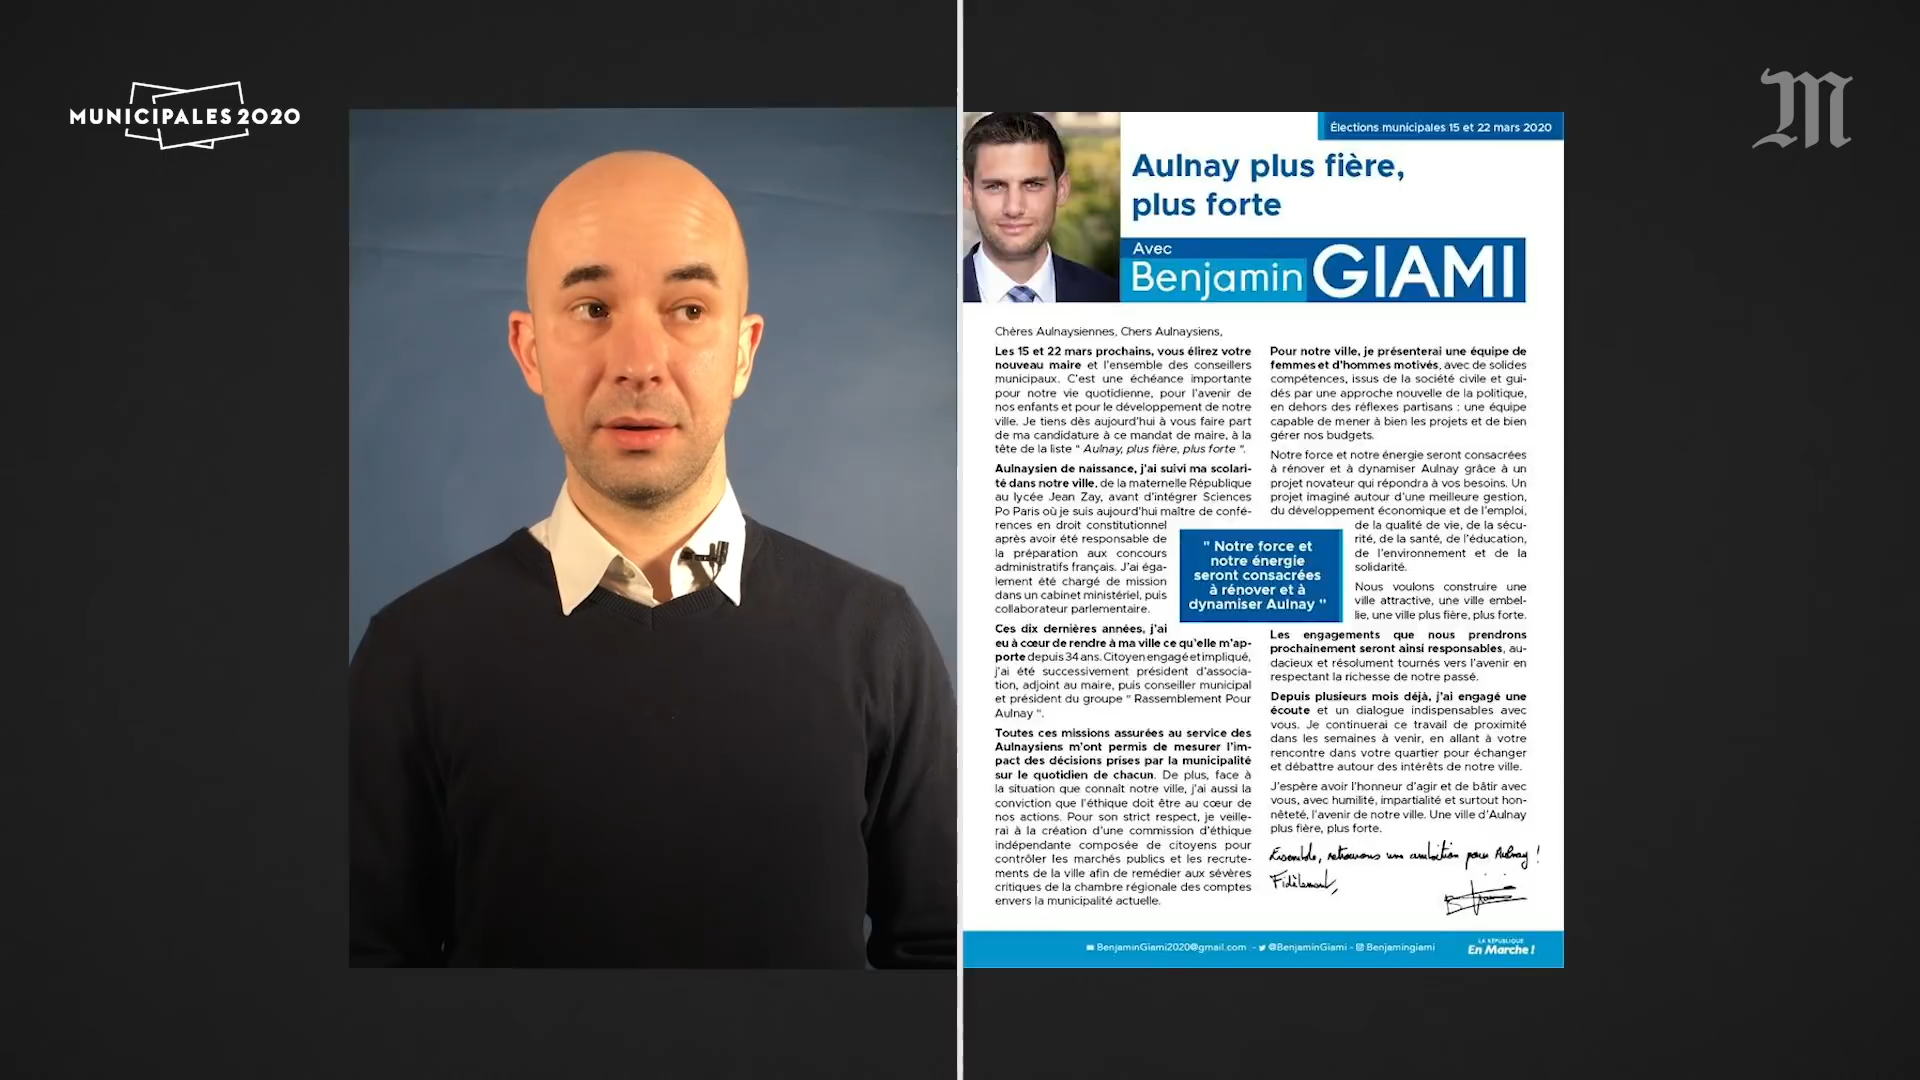 MUNICIPALES 2020
M
Élections municipales 15 et 22 mars 2020
Aulnay plus fière,
plus forte
Avec
Benjamin GIAMI
Chères Aulnaysiennes, Chers Aulnaysiens,
Les 15 et 22 mars prochains, vous élirez votre
nouveau maire et l'ensemble des conseillers
municipaux. C'est une échéance importante
pour notre vie quotidienne, pour l'avenir de
nos enfants et pour le développement de notre
ville. Je tiens dès aujourd'hui à vous faire part
de ma candidature à ce mandat de maire, à la
tête de la liste " Aulnay, plus fière, plus forte ".
Aulnaysien de naissance, j'ai suivi ma scolari-
té dans notre ville, de la maternelle République
au lycée Jean Zay, avant d'intégrer Sciences
Po Paris où je suis aujourd'hui maître de confé-
rences en droit constitutionnel
après avoir été responsable de
la préparation aux concours
administratifs français. J'ai éga-
lement été chargé de mission
dans un cabinet ministériel, puis
collaborateur parlementaire.
Ces dix dernières années, j'ai
eu à cœur de rendre à ma ville ce qu'elle m'ap-
porte depuis 34 ans. Citoyen engagé et impliqué,
j'ai été successivement président d'associa-
tion, adjoint au maire, puis conseiller municipal
et président du groupe " Rassemblement Pour
Aulnay ".
Toutes ces missions assurées au service des
Aulnaysiens m'ont permis de mesurer l'im-
pact des décisions prises par la municipalité
sur le quotidien de chacun. De plus, face à
la situation que connaît notre ville, j'ai aussi la
conviction que l'éthique doit être au cœur de
nos actions. Pour son strict respect, je veille-
rai à la création d'une commission d'éthique
indépendante composée de citoyens pour
contrôler les marchés publics et les recrute-
ments de la ville afin de remédier aux sévères
critiques de la chambre régionale des comptes
envers la municipalité actuelle.
" Notre force et
notre énergie
seront consacrées
à rénover et à
dynamiser Aulnay "
Pour notre ville, je présenterai une équipe de
femmes et d'hommes motivés, avec de solides
compétences, issus de la société civile et gui-
dés par une approche nouvelle de la politique,
en dehors des réflexes partisans : une équipe
capable de mener à bien les projets et de bien
gérer nos budgets.
Notre force et notre énergie seront consacrées
à rénover et à dynamiser Aulnay grâce à un
projet novateur qui répondra à vos besoins. Un
projet imaginé autour d'une meilleure gestion,
du développement économique et de l'emploi,
de la qualité de vie, de la sécu-
rité, de la santé, de l'éducation,
de l'environnement et de la
solidarité.
Nous voulons construire une
ville attractive, une ville embel-
lie, une ville plus fière, plus forte.
Les engagements que nous prendrons
prochainement seront ainsi responsables, au-
dacieux et résolument tournés vers l'avenir en
respectant la richesse de notre passé.
Depuis plusieurs mois déjà, j'ai engagé une
écoute et un dialogue indispensables avec
vous. Je continuerai ce travail de proximité
dans les semaines à venir, en allant à votre
rencontre dans votre quartier pour échanger
et débattre autour des intérêts de notre ville.
J'espère avoir l'honneur d'agir et de bâtir avec
vous, avec humilité, impartialité et surtout hon-
nêteté, l'avenir de notre ville. Une ville d'Aulnay
plus fière, plus forte.
Ensemble, retrouvons une ambition pour Aulnay !
Fidèlement,
BenjaminGiami2020@gmail.com - @BenjaminGiami - Benjamingiami
LA RÉPUBLIQUE
En Marche !